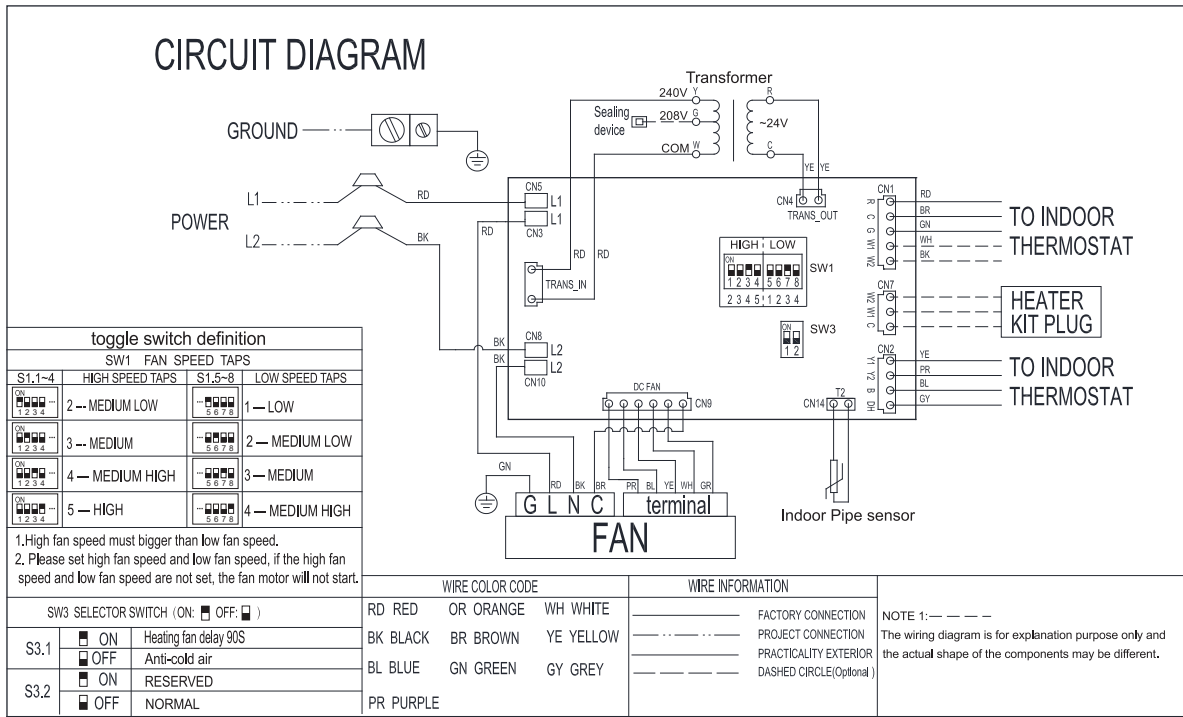 CIRCUIT DIAGRAM
GROUND
L1
POWER
L2
RD
BK
Transformer
240V Y
Sealing device
208V G
COM W
R
~24V
C
YE YE
CN5
L1
L1
CN3
RD
RD RD
TRANS_IN
BK
BK
CN8
L2
L2
CN10
CN4
TRANS_OUT
HIGH LOW
ON
1 2 3 4 5 6 7 8
SW1
2 3 4 5 1 2 3 4
ON
1 2
SW3
CN1
R RD
C BR
G GN
W1 WH
W2 BK
TO INDOOR
THERMOSTAT
CN7
W2
W1
C
HEATER
KIT PLUG
CN2
Y1 YE
Y2 PR
B BL
DH GY
TO INDOOR
THERMOSTAT
DC FAN
CN9
T2
CN14
Indoor Pipe sensor
GN
RD BK BR PR BL YE WH GR
G L N C terminal
FAN
toggle switch definition
SW1 FAN SPEED TAPS
S1.1~4 HIGH SPEED TAPS S1.5~8 LOW SPEED TAPS
ON 1 2 3 4 ··· 2 -- MEDIUM LOW ··· 5 6 7 8 1 — LOW
ON 1 2 3 4 ··· 3 -- MEDIUM ··· 5 6 7 8 2 — MEDIUM LOW
ON 1 2 3 4 ··· 4 — MEDIUM HIGH ··· 5 6 7 8 3 — MEDIUM
ON 1 2 3 4 ··· 5 — HIGH ··· 5 6 7 8 4 — MEDIUM HIGH
1.High fan speed must bigger than low fan speed.
2. Please set high fan speed and low fan speed, if the high fan
speed and low fan speed are not set, the fan motor will not start.
SW3 SELECTOR SWITCH (ON: OFF: )
S3.1
ON Heating fan delay 90S
OFF Anti-cold air
S3.2
ON RESERVED
OFF NORMAL
WIRE COLOR CODE
RD RED OR ORANGE WH WHITE
BK BLACK BR BROWN YE YELLOW
BL BLUE GN GREEN GY GREY
PR PURPLE
WIRE INFORMATION
FACTORY CONNECTION
PROJECT CONNECTION
PRACTICALITY EXTERIOR
DASHED CIRCLE(Optional )
NOTE 1:— — — —
The wiring diagram is for explanation purpose only and
the actual shape of the components may be different.